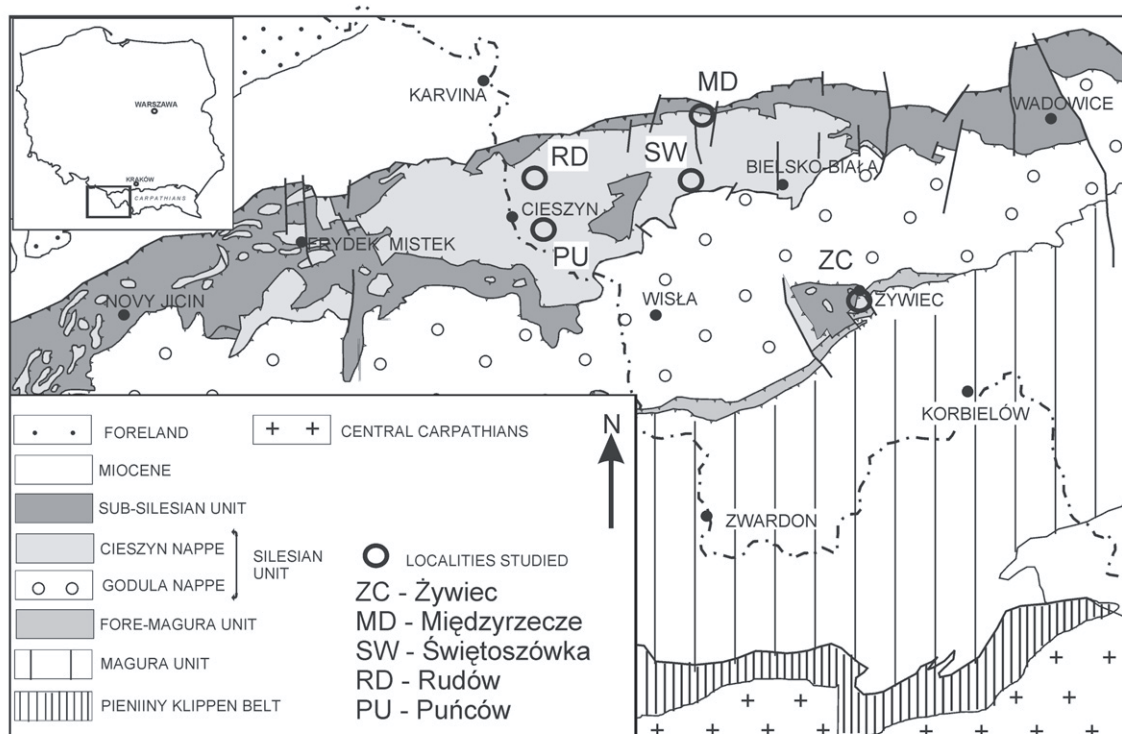 WARSZAWA
KRAKÓW
CARPATHIANS
KARVINA
MD
WADOWICE
RD
SW
BIELSKO-BIAŁA
CIESZYN
FRYDEK MISTEK
PU
ZC
NOVY JICIN
WISŁA
ŻYWIEC
KORBIELÓW
ZWARDON
N
FORELAND
CENTRAL CARPATHIANS
MIOCENE
SUB-SILESIAN UNIT
CIESZYN NAPPE
SILESIAN
UNIT
GODULA NAPPE
FORE-MAGURA UNIT
MAGURA UNIT
PIENIINY KLIPPEN BELT
LOCALITIES STUDIED
ZC - Żywiec
MD - Międzyrzecze
SW - Świętoszówka
RD - Rudów
PU - Puńców